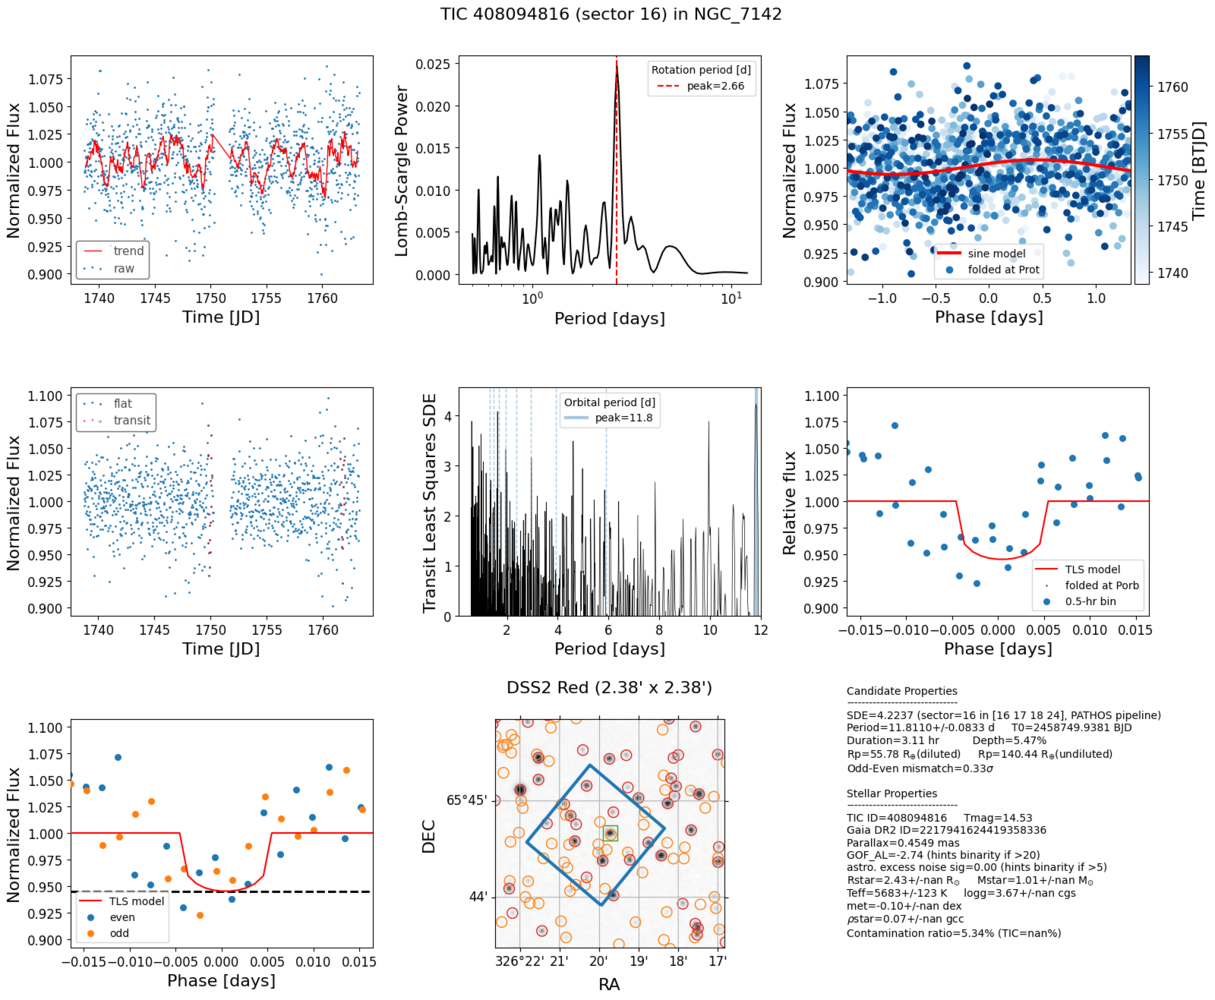 TIC 408094816 (sector 16) in NGC_7142
Normalized Flux
1.075
1.050
1.025
1.000
0.975
0.950
0.925
0.900
trend
raw
1740
1745
1750
1755
1760
Time [JD]
Lomb-Scargle Power
0.025
0.020
0.015
0.010
0.005
0.000
Rotation period [d]
peak=2.66
10⁰
10¹
Period [days]
Normalized Flux
1.100
1.075
1.050
1.025
1.000
0.975
0.950
0.925
0.900
sine model
folded at Prot
−1.0
−0.5
0.0
0.5
1.0
Phase [days]
1760
1755
1750
1745
1740
Time [BTJD]
Normalized Flux
1.100
1.075
1.050
1.025
1.000
0.975
0.950
0.925
0.900
flat
transit
1740
1745
1750
1755
1760
Time [JD]
Transit Least Squares SDE
4
3
2
1
0
Orbital period [d]
peak=11.8
2
4
6
8
10
12
Period [days]
Relative flux
1.100
1.075
1.050
1.025
1.000
0.975
0.950
0.925
0.900
TLS model
folded at Porb
0.5-hr bin
−0.015
−0.010
−0.005
0.000
0.005
0.010
0.015
Phase [days]
Normalized Flux
1.100
1.075
1.050
1.025
1.000
0.975
0.950
0.925
0.900
TLS model
even
odd
−0.015
−0.010
−0.005
0.000
0.005
0.010
0.015
Phase [days]
DSS2 Red (2.38' x 2.38')
DEC
65°45'
44'
326°22'
21'
20'
19'
18'
17'
RA
Candidate Properties
------------------------------
SDE=4.2237 (sector=16 in [16 17 18 24], PATHOS pipeline)
Period=11.8110+/-0.0833 d T0=2458749.9381 BJD
Duration=3.11 hr Depth=5.47%
Rp=55.78 R⊕(diluted) Rp=140.44 R⊕(undiluted)
Odd-Even mismatch=0.33σ
Stellar Properties
------------------------------
TIC ID=408094816 Tmag=14.53
Gaia DR2 ID=2217941624419358336
Parallax=0.4549 mas
GOF_AL=-2.74 (hints binarity if >20)
astro. excess noise sig=0.00 (hints binarity if >5)
Rstar=2.43+/-nan R☉ Mstar=1.01+/-nan M☉
Teff=5683+/-123 K logg=3.67+/-nan cgs
met=-0.10+/-nan dex
ρstar=0.07+/-nan gcc
Contamination ratio=5.34% (TIC=nan%)